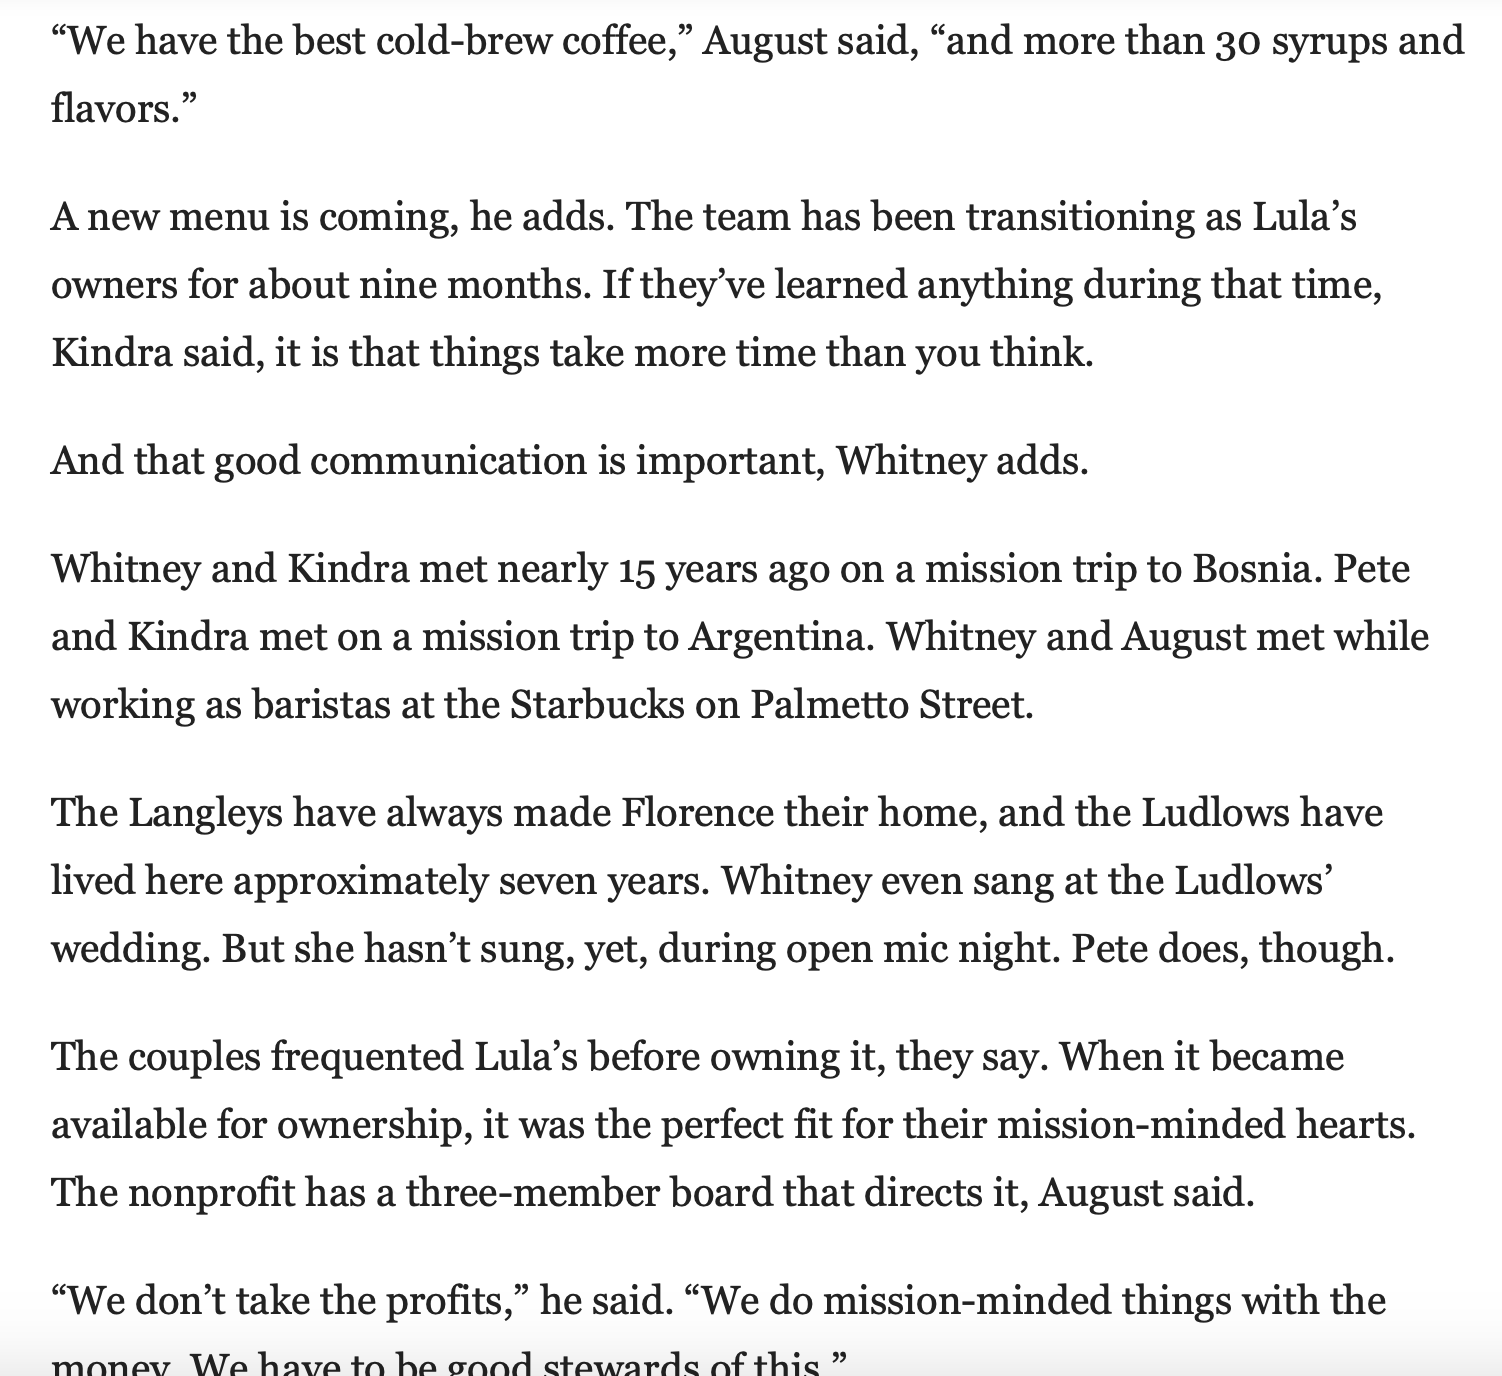 “We have the best cold-brew coffee,” August said, “and more than 30 syrups and
flavors.”
A new menu is coming, he adds. The team has been transitioning as Lula’s
owners for about nine months. If they’ve learned anything during that time,
Kindra said, it is that things take more time than you think.
And that good communication is important, Whitney adds.
Whitney and Kindra met nearly 15 years ago on a mission trip to Bosnia. Pete
and Kindra met on a mission trip to Argentina. Whitney and August met while
working as baristas at the Starbucks on Palmetto Street.
The Langleys have always made Florence their home, and the Ludlows have
lived here approximately seven years. Whitney even sang at the Ludlows’
wedding. But she hasn’t sung, yet, during open mic night. Pete does, though.
The couples frequented Lula’s before owning it, they say. When it became
available for ownership, it was the perfect fit for their mission-minded hearts.
The nonprofit has a three-member board that directs it, August said.
“We don’t take the profits,” he said. “We do mission-minded things with the
money. We have to be good stewards of this.”